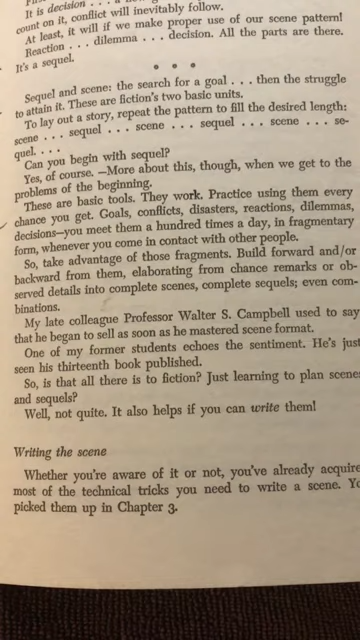 It is decision . . .
count on it, conflict will inevitably follow.
At least, it will if we make proper use of our scene pattern!
Reaction . . . dilemma . . . decision. All the parts are there.
It's a sequel.
• • •
Sequel and scene: the search for a goal . . . then the struggle
to attain it. These are fiction's two basic units.
To lay out a story, repeat the pattern to fill the desired length:
scene . . . sequel . . . scene . . . sequel . . . scene . . . se-
quel. . . .
Can you begin with sequel?
Yes, of course. —More about this, though, when we get to the
problems of the beginning.
These are basic tools. They work. Practice using them every
chance you get. Goals, conflicts, disasters, reactions, dilemmas,
decisions—you meet them a hundred times a day, in fragmentary
form, whenever you come in contact with other people.
So, take advantage of those fragments. Build forward and/or
backward from them, elaborating from chance remarks or ob-
served details into complete scenes, complete sequels; even com-
binations.
My late colleague Professor Walter S. Campbell used to say
that he began to sell as soon as he mastered scene format.
One of my former students echoes the sentiment. He's just
seen his thirteenth book published.
So, is that all there is to fiction? Just learning to plan scenes
and sequels?
Well, not quite. It also helps if you can write them!
Writing the scene
Whether you're aware of it or not, you've already acquire
most of the technical tricks you need to write a scene. Yo
picked them up in Chapter 3.